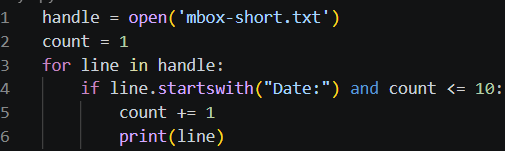 1 handle = open('mbox-short.txt')
2 count = 1
3 for line in handle:
4     if line.startswith("Date:") and count <= 10:
5         count += 1
6         print(line)